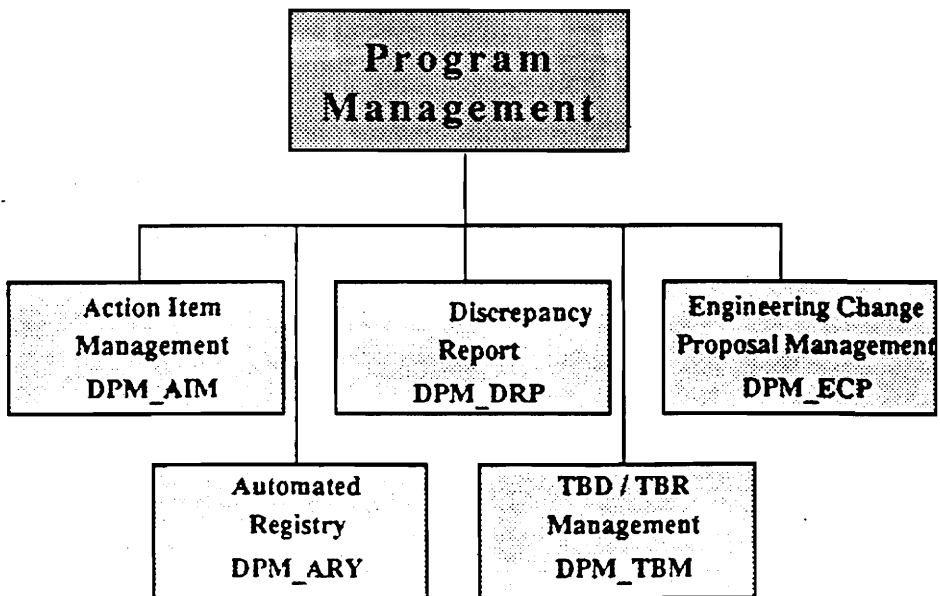 Program
Management
Action Item
Management
DPM_AIM
Discrepancy
Report
DPM_DRP
Engineering Change
Proposal Management
DPM_ECP
Automated
Registry
DPM_ARY
TBD / TBR
Management
DPM_TBM